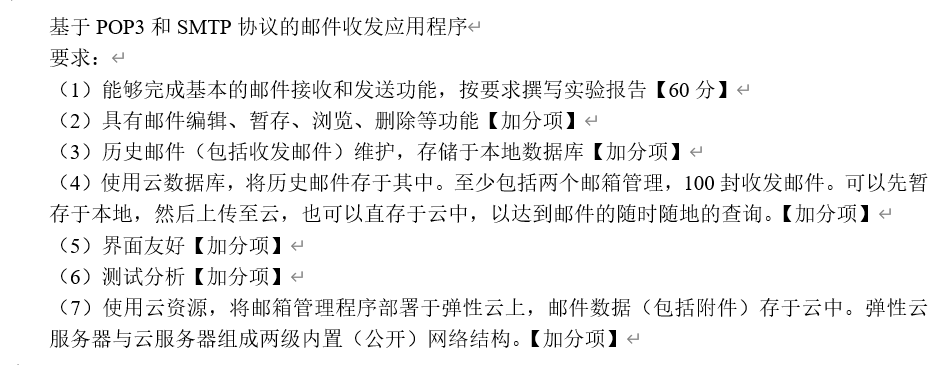 基于 POP3 和 SMTP 协议的邮件收发应用程序
要求：
（1）能够完成基本的邮件接收和发送功能，按要求撰写实验报告【60 分】
（2）具有邮件编辑、暂存、浏览、删除等功能【加分项】
（3）历史邮件（包括收发邮件）维护，存储于本地数据库【加分项】
（4）使用云数据库，将历史邮件存于其中。至少包括两个邮箱管理，100 封收发邮件。可以先暂
存于本地，然后上传至云，也可以直存于云中，以达到邮件的随时随地的查询。【加分项】
（5）界面友好【加分项】
（6）测试分析【加分项】
（7）使用云资源，将邮箱管理程序部署于弹性云上，邮件数据（包括附件）存于云中。弹性云
服务器与云服务器组成两级内置（公开）网络结构。【加分项】